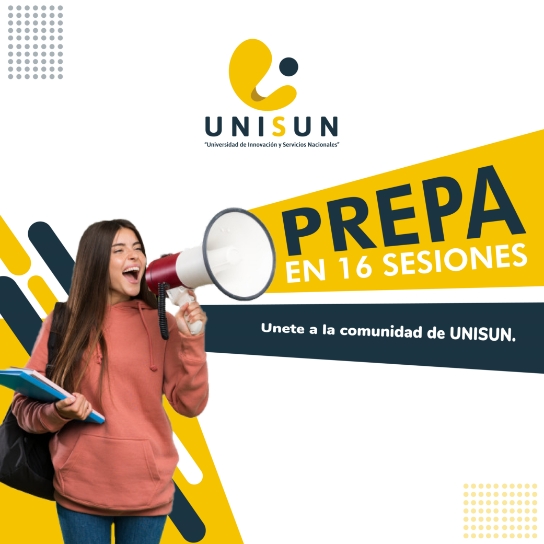 UNISUN
"Universidad de Innovación y Servicios Nacionales"
PREPA
EN 16 SESIONES
Unete a la comunidad de UNISUN.